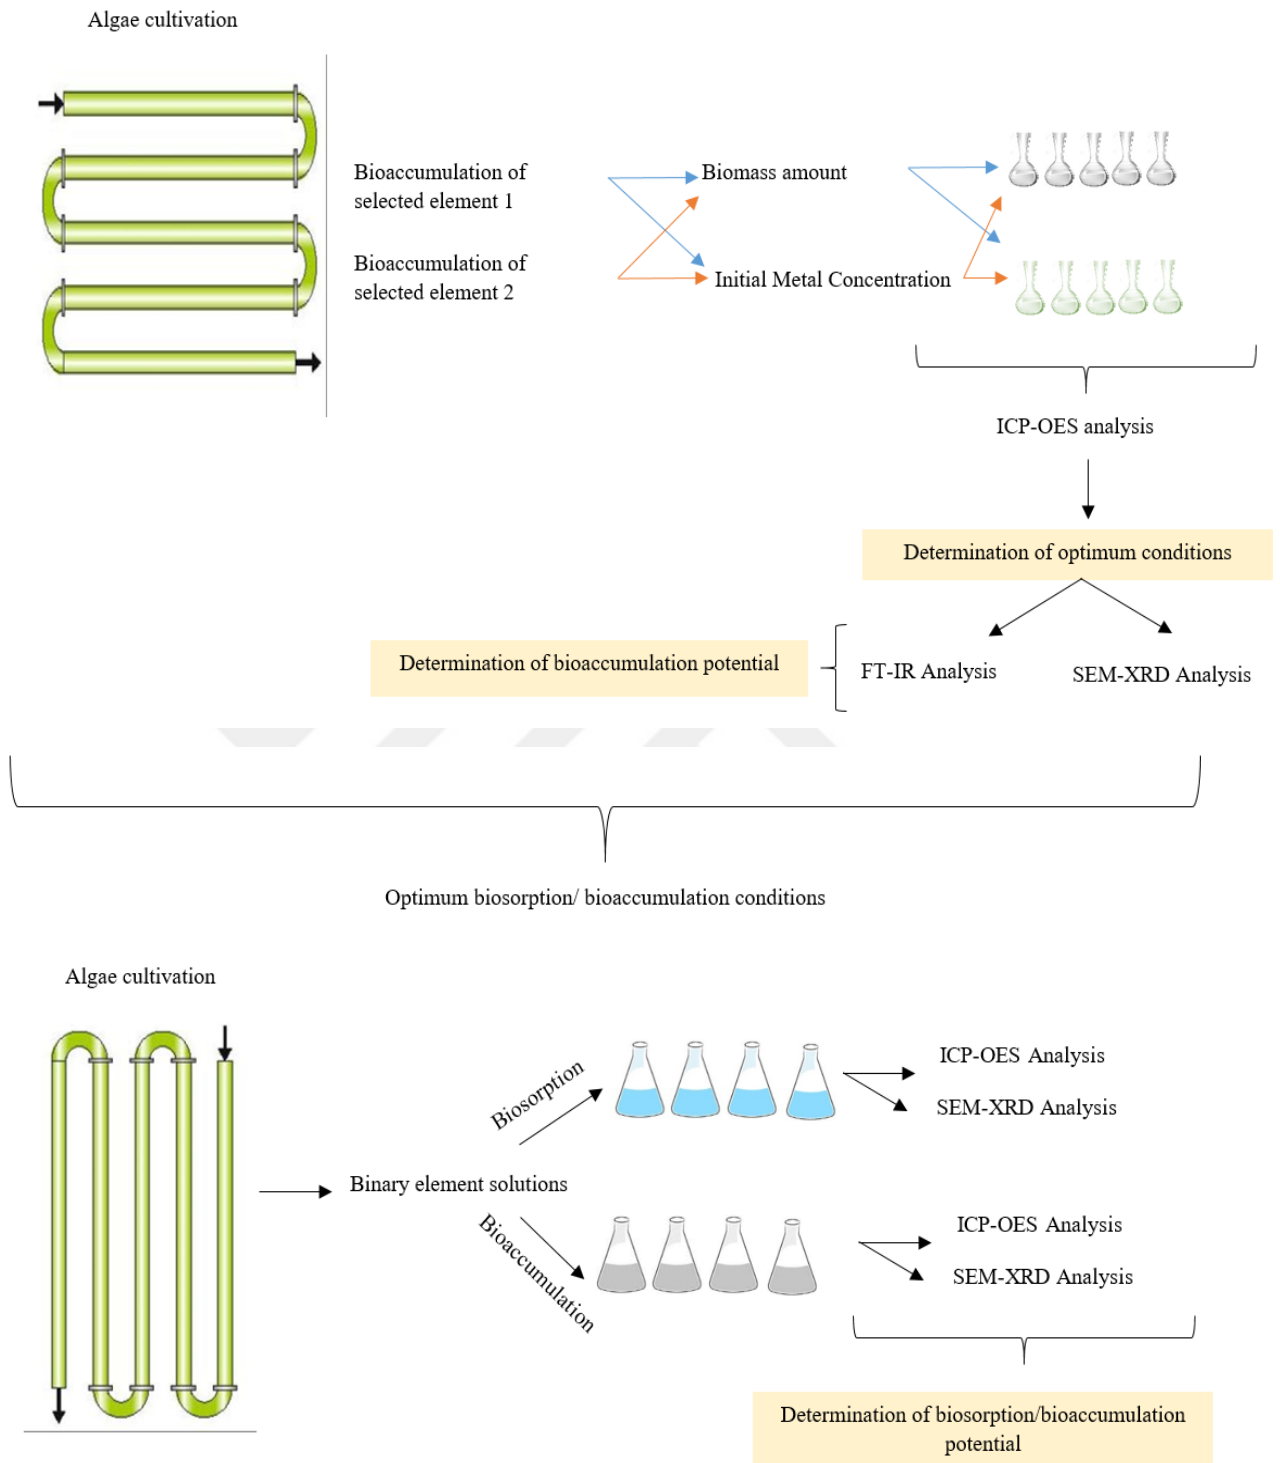 Algae cultivation
Bioaccumulation of
selected element 1
Biomass amount
Bioaccumulation of
selected element 2
Initial Metal Concentration
ICP-OES analysis
Determination of optimum conditions
Determination of bioaccumulation potential
FT-IR Analysis
SEM-XRD Analysis
Optimum biosorption/ bioaccumulation conditions
Algae cultivation
Biosorption
ICP-OES Analysis
SEM-XRD Analysis
Binary element solutions
Bioaccumulation
ICP-OES Analysis
SEM-XRD Analysis
Determination of biosorption/bioaccumulation
potential